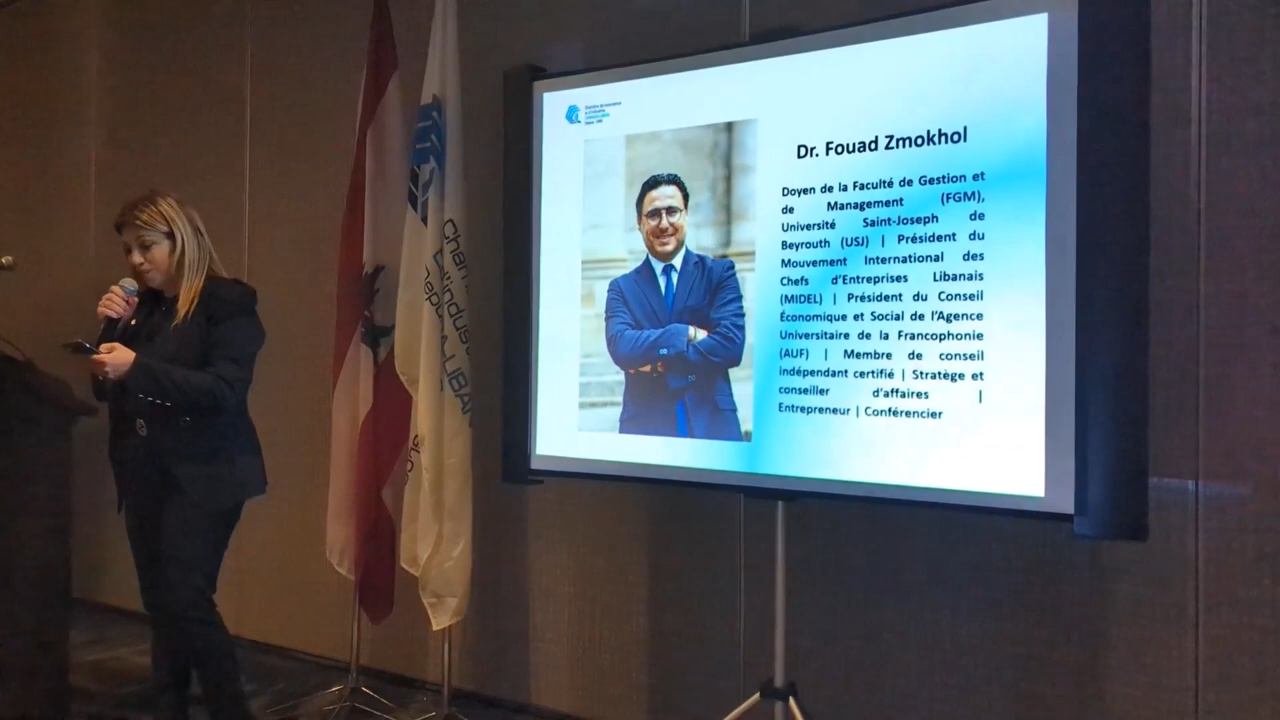 Dr. Fouad Zmokhol
Doyen de la Faculté de Gestion et
de Management (FGM),
Université Saint-Joseph de
Beyrouth (USJ) | Président du
Mouvement International des
Chefs d'Entreprises Libanais
(MIDEL) | Président du Conseil
Économique et Social de l'Agence
Universitaire de la Francophonie
(AUF) | Membre de conseil
indépendant certifié | Stratège et
conseiller d'affaires |
Entrepreneur | Conférencier